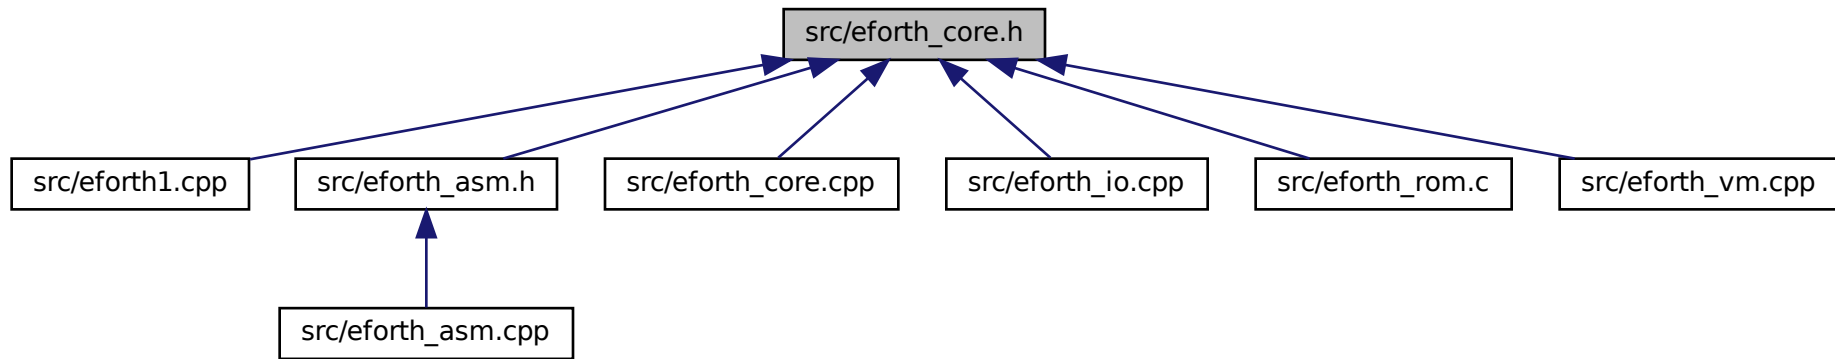 src/eforth_core.h
src/eforth1.cpp
src/eforth_asm.h
src/eforth_core.cpp
src/eforth_io.cpp
src/eforth_rom.c
src/eforth_vm.cpp
src/eforth_asm.cpp